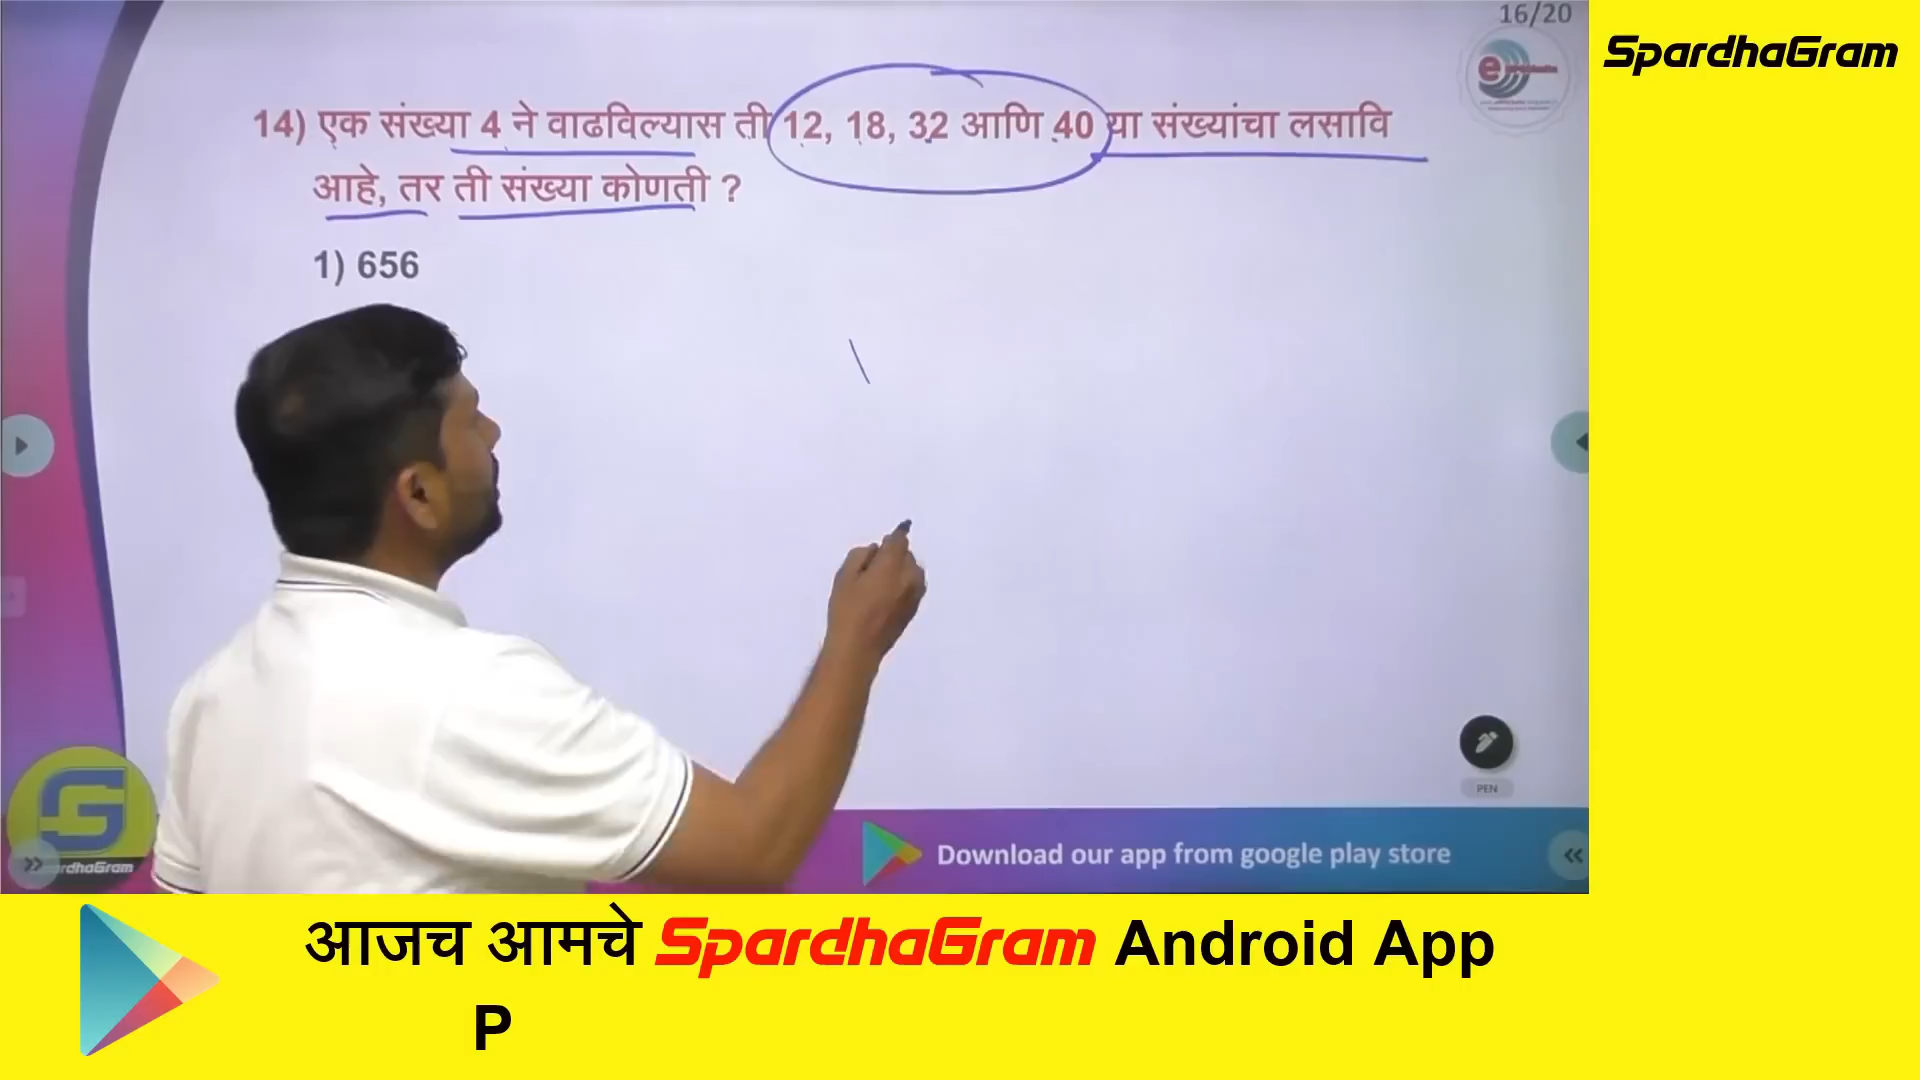 16/20
SpardhaGram
14) एक संख्या 4 ने वाढविल्यास ती 12, 18, 32 आणि 40 या संख्यांचा लसावि
आहे, तर ती संख्या कोणती ?
1) 656
PEN
rdhaGram
Download our app from google play store
आजच आमचे SpardhaGram Android App
P